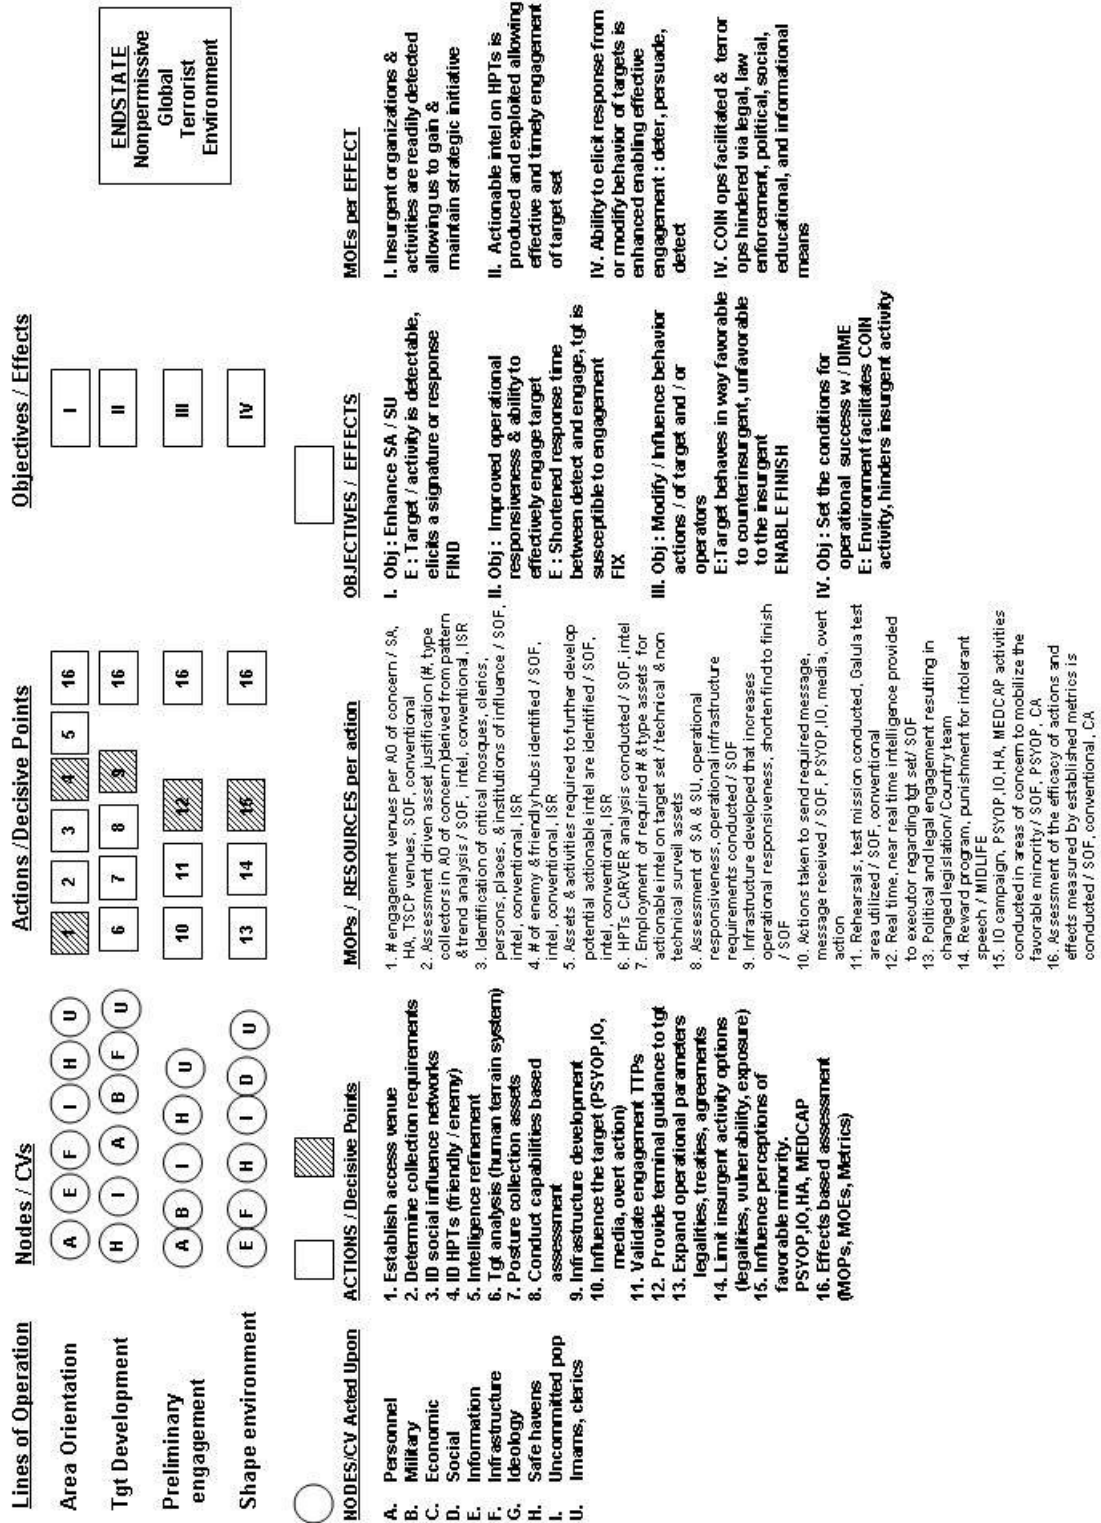 Lines of Operation
Nodes / CVs
Actions / Decisive Points
Objectives / Effects
ENDSTATE
Nonpermissive
Global
Terrorist
Environment
Area Orientation
A E F I H U
1 2 3 4 5 16
I
Tgt Development
H I A B F U
6 7 8 9 16
II
Preliminary
engagement
A B I H U
10 11 12 16
III
Shape environment
E F H I D U
13 14 15 16
IV
NODES/CV Acted Upon
A. Personnel
B. Military
C. Economic
D. Social
E. Information
F. Infrastructure
G. Ideology
H. Safe havens
I. Uncommitted pop
U. Imams, clerics
ACTIONS / Decisive Points
1. Establish access venue
2. Determine collection requirements
3. ID social influence networks
4. ID HPTs (friendly / enemy)
5. Intelligence refinement
6. Tgt analysis (human terrain system)
7. Posture collection assets
8. Conduct capabilities based
assessment
9. Infrastructure development
10. Influence the target (PSYOP,IO,
media, overt action)
11. Validate engagement TTPs
12. Provide terminal guidance to tgt
13. Expand operational parameters
legalities, treaties, agreements
14. Limit insurgent activity options
(legalities, vulnerability, exposure)
15. Influence perceptions of
favorable minority.
PSYOP,IO,HA, MEDCAP
16. Effects based assessment
(MOPs, MOEs, Metrics)
MOPs / RESOURCES per action
1. # engagement venues per AO of concern / SA,
HA, TSCP venues, SOF, conventional
2. Assessment driven asset justification (#, type
collectors in AO of concern)derived from pattern
& trend analysis / SOF, intel, conventional, ISR
3. Identification of critical mosques, clerics,
persons, places, & institutions of influence / SOF,
intel, conventional, ISR
4. # of enemy & friendly hubs identified / SOF,
intel, conventional, ISR
5. Assets & activities required to further develop
potential actionable intel are identified / SOF,
intel, conventional, ISR
6. HPTs CARVER analysis conducted / SOF, intel
7. Employment of required # & type assets for
actionable intel on target set / technical & non
technical surveil assets
8. Assessment of SA & SU, operational
responsiveness, operational infrastructure
requirements conducted / SOF
9. Infrastructure developed that increases
operational responsiveness, shorten find to finish
/ SOF
10. Actions taken to send required message,
message received / SOF, PSYOP, IO, media, overt
action
11. Rehearsals, test mission conducted, Galula test
area utilized / SOF, conventional
12. Real time, near real time intelligence provided
to executor regarding tgt set/ SOF
13. Political and legal engagement resulting in
changed legislation/ Country team
14. Reward program, punishment for intolerant
speech / MIDLIFE
15. IO campaign, PSYOP, IO,HA, MEDCAP activities
conducted in areas of concern to mobilize the
favorable minority/ SOF, PSYOP, CA
16. Assessment of the efficacy of actions and
effects measured by established metrics is
conducted / SOF, conventional, CA
OBJECTIVES / EFFECTS
I. Obj : Enhance SA / SU
E : Target / activity is detectable,
elicits a signature or response
FIND
II. Obj : Improved operational
responsiveness & ability to
effectively engage target
E : Shortened response time
between detect and engage, tgt is
susceptible to engagement
FIX
III. Obj : Modify / Influence behavior
actions / of target and / or
operators
E:Target behaves in way favorable
to counterinsurgent, unfavorable
to the insurgent
ENABLE FINISH
IV. Obj : Set the conditions for
operational success w / DIME
E: Environment facilitates COIN
activity, hinders insurgent activity
MOEs per EFFECT
I. Insurgent organizations &
activities are readily detected
allowing us to gain &
maintain strategic initiative
II. Actionable intel on HPTs is
produced and exploited allowing
effective and timely engagement
of target set
IV. Ability to elicit response from
or modify behavior of targets is
enhanced enabling effective
engagement : deter, persuade,
detect
IV. COIN ops facilitated & terror
ops hindered via legal, law
enforcement, political, social,
educational, and informational
means